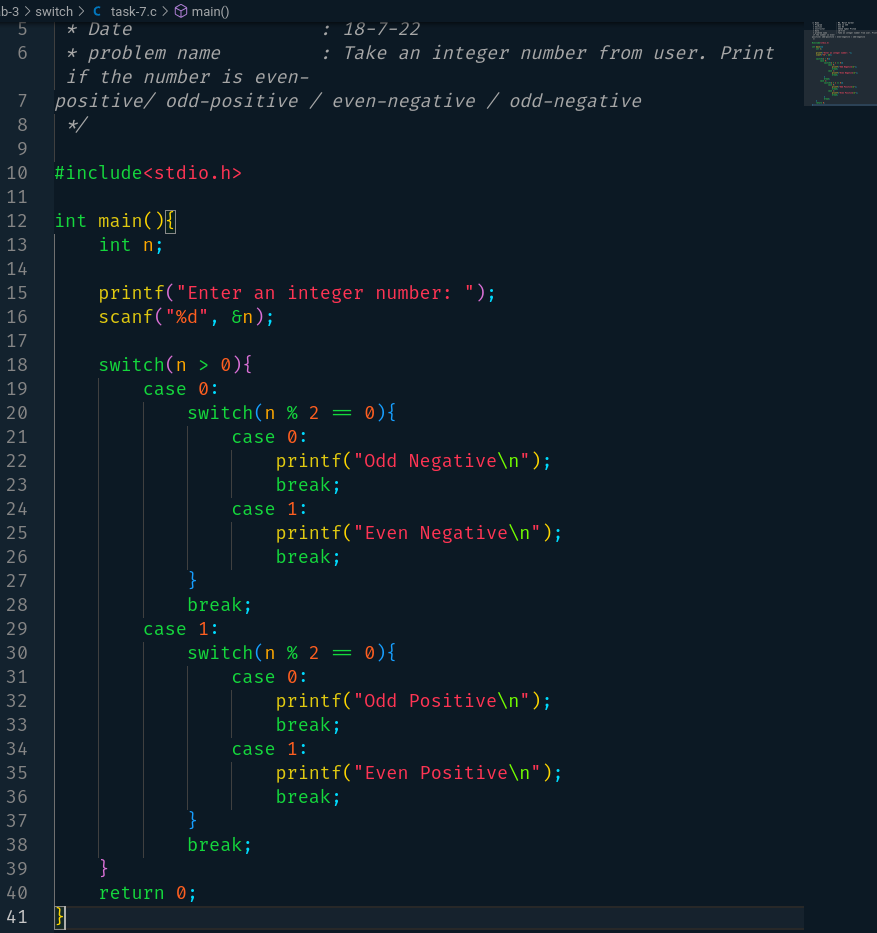 b-3 > switch > C task-7.c > main()
5 * Date : 18-7-22
6 * problem name : Take an integer number from user. Print
if the number is even-
7 positive/ odd-positive / even-negative / odd-negative
8 */
9
10 #include<stdio.h>
11
12 int main(){
13 int n;
14
15 printf("Enter an integer number: ");
16 scanf("%d", &n);
17
18 switch(n > 0){
19 case 0:
20 switch(n % 2 == 0){
21 case 0:
22 printf("Odd Negative\n");
23 break;
24 case 1:
25 printf("Even Negative\n");
26 break;
27 }
28 break;
29 case 1:
30 switch(n % 2 == 0){
31 case 0:
32 printf("Odd Positive\n");
33 break;
34 case 1:
35 printf("Even Positive\n");
36 break;
37 }
38 break;
39 }
40 return 0;
41 }